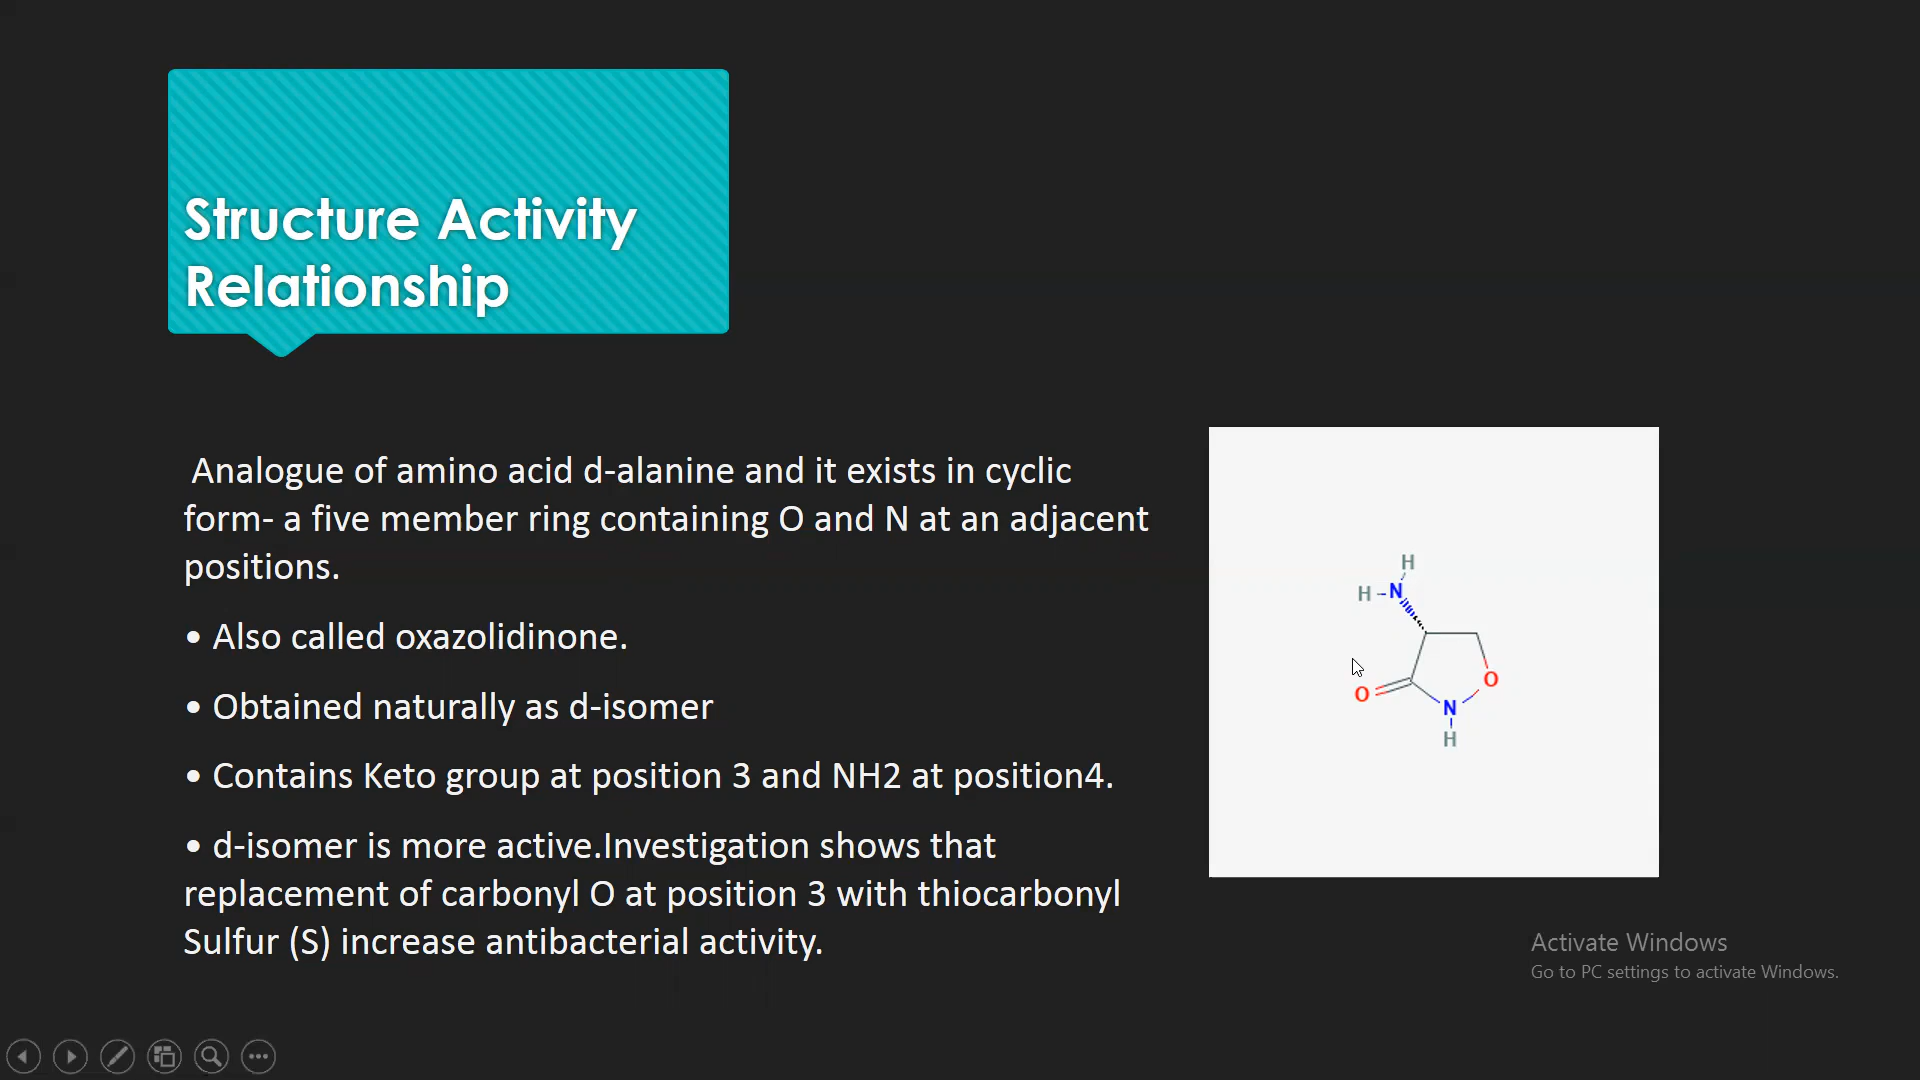 Structure Activity
Relationship
Analogue of amino acid d-alanine and it exists in cyclic
form- a five member ring containing O and N at an adjacent
positions.
• Also called oxazolidinone.
• Obtained naturally as d-isomer
• Contains Keto group at position 3 and NH2 at position4.
• d-isomer is more active.Investigation shows that
replacement of carbonyl O at position 3 with thiocarbonyl
Sulfur (S) increase antibacterial activity.
H
H N
O
O
N
H
Activate Windows
Go to PC settings to activate Windows.